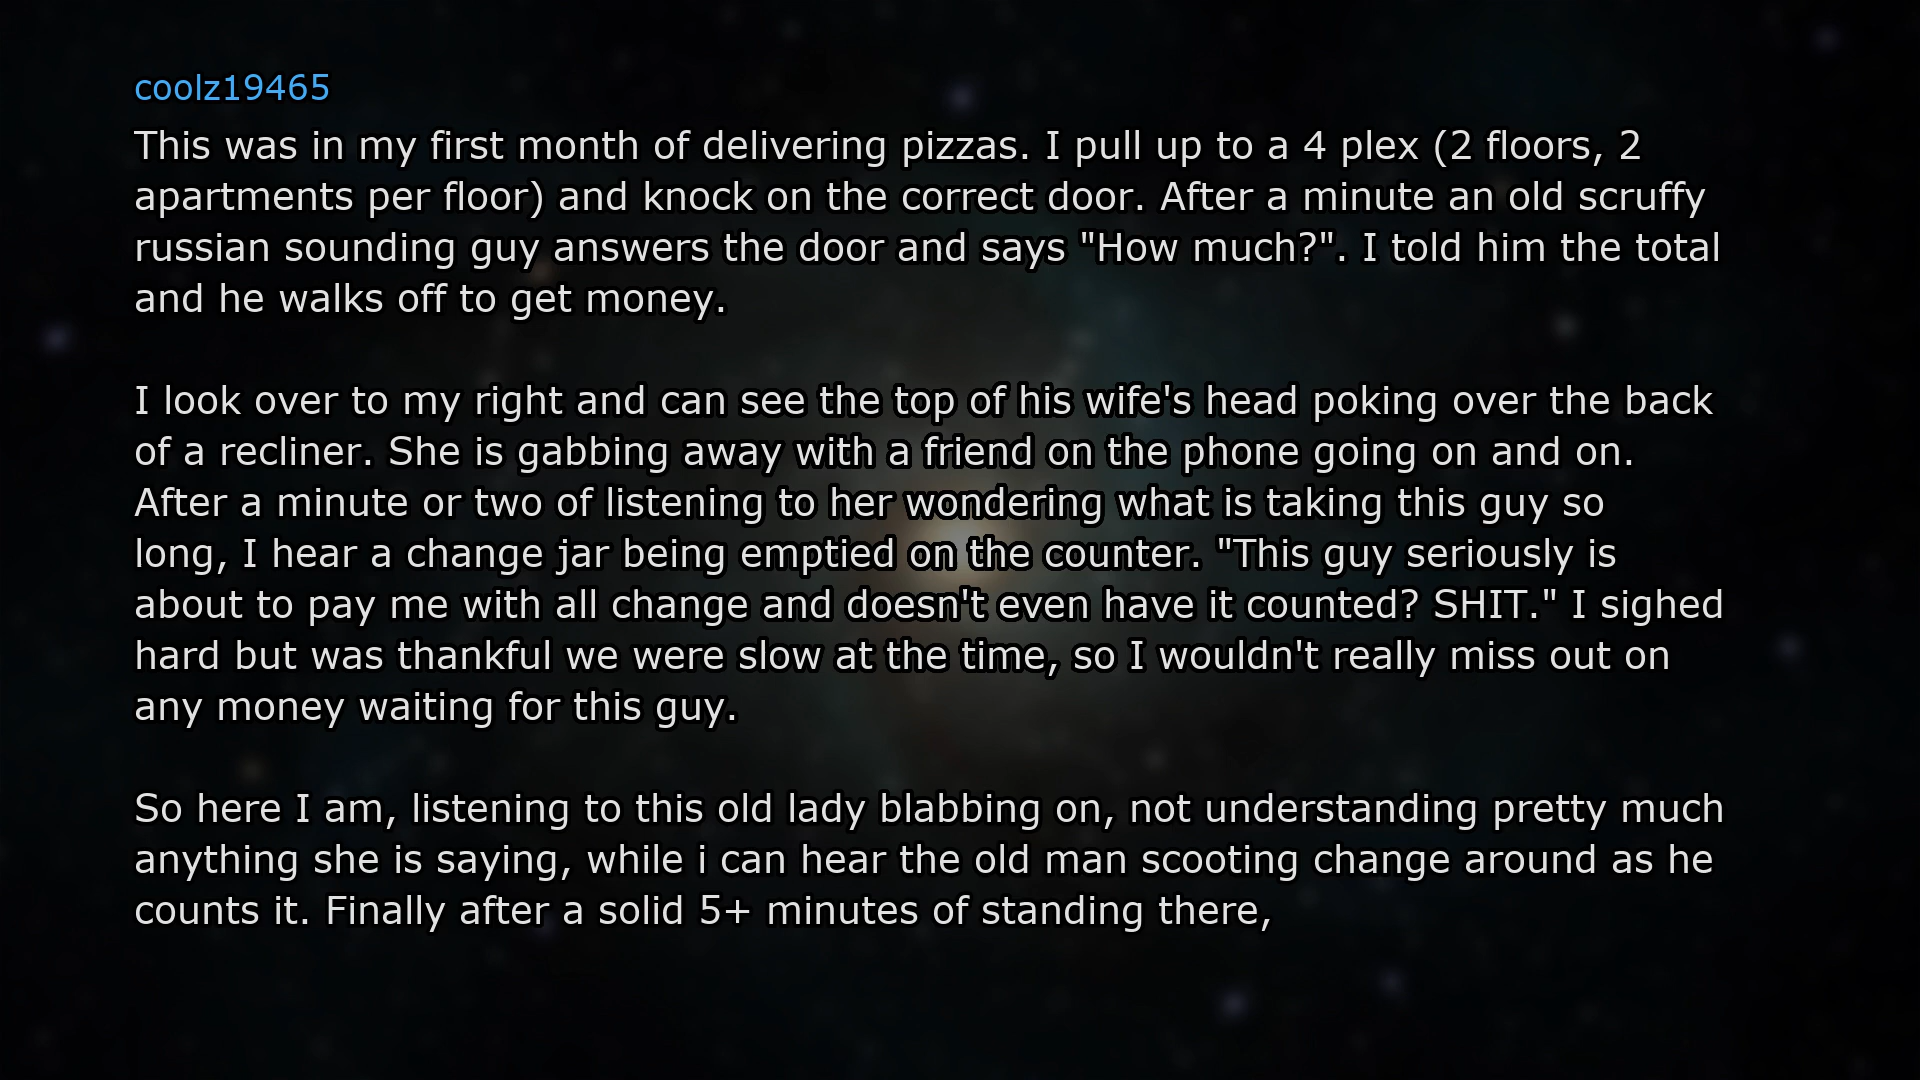 coolz19465
This was in my first month of delivering pizzas. I pull up to a 4 plex (2 floors, 2
apartments per floor) and knock on the correct door. After a minute an old scruffy
russian sounding guy answers the door and says "How much?". I told him the total
and he walks off to get money.
I look over to my right and can see the top of his wife's head poking over the back
of a recliner. She is gabbing away with a friend on the phone going on and on.
After a minute or two of listening to her wondering what is taking this guy so
long, I hear a change jar being emptied on the counter. "This guy seriously is
about to pay me with all change and doesn't even have it counted? SHIT." I sighed
hard but was thankful we were slow at the time, so I wouldn't really miss out on
any money waiting for this guy.
So here I am, listening to this old lady blabbing on, not understanding pretty much
anything she is saying, while i can hear the old man scooting change around as he
counts it. Finally after a solid 5+ minutes of standing there,